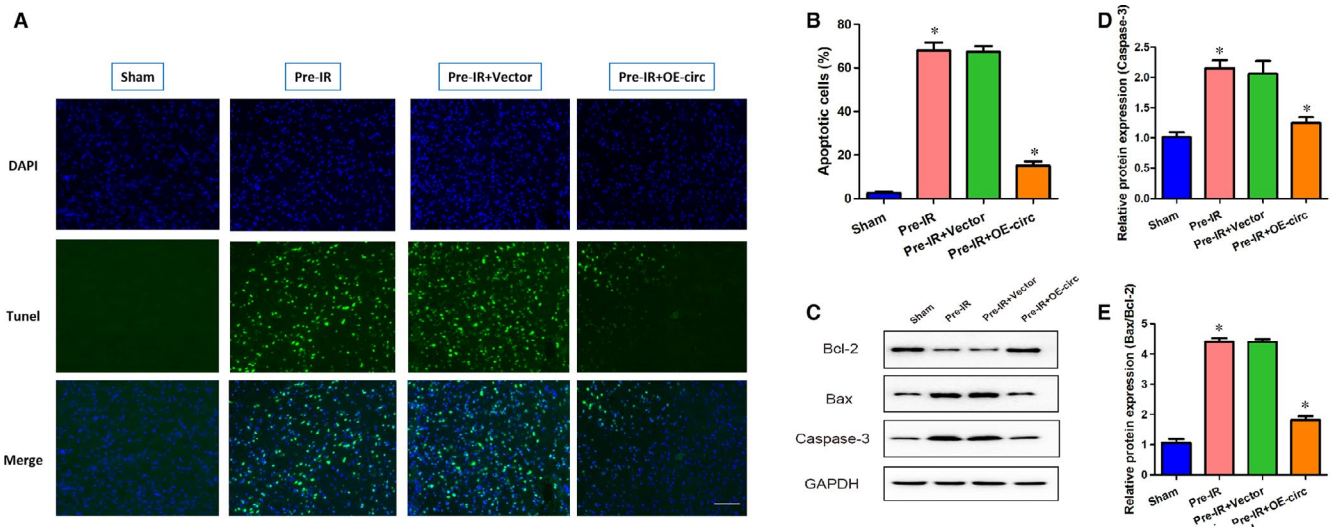 A
Sham
Pre-IR
Pre-IR+Vector
Pre-IR+OE-circ
DAPI
Tunel
Merge
B
Apoptotic cells (%)
80
60
40
20
0
*
*
Sham
Pre-IR
Pre-IR+Vector
Pre-IR+OE-circ
C
Sham
Pre-IR
Pre-IR+Vector
Pre-IR+OE-circ
Bcl-2
Bax
Caspase-3
GAPDH
D
Relative protein expression (Caspase-3)
2.5
2.0
1.5
1.0
0.5
0.0
*
*
Sham
Pre-IR
Pre-IR+Vector
Pre-IR+OE-circ
E
Relative protein expression (Bax/Bcl-2)
5
4
3
2
1
0
*
*
Sham
Pre-IR
Pre-IR+Vector
Pre-IR+OE-circ